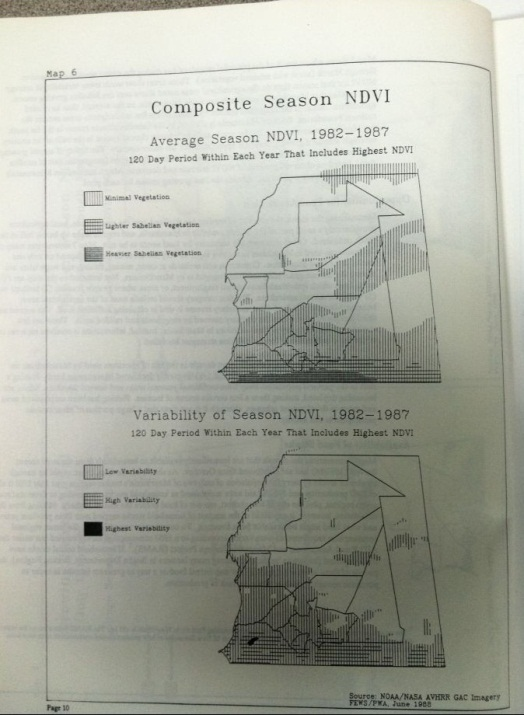 Map 6
Composite Season NDVI
Average Season NDVI, 1982-1987
120 Day Period Within Each Year That Includes Highest NDVI
Minimal Vegetation
Lighter Sahelian Vegetation
Heavier Sahelian Vegetation
Variability of Season NDVI, 1982-1987
120 Day Period Within Each Year That Includes Highest NDVI
Low Variability
High Variability
Highest Variability
Source: NOAA/NASA AVHRR GAC Imagery
FEWS/PWA, June 1988
Page 10